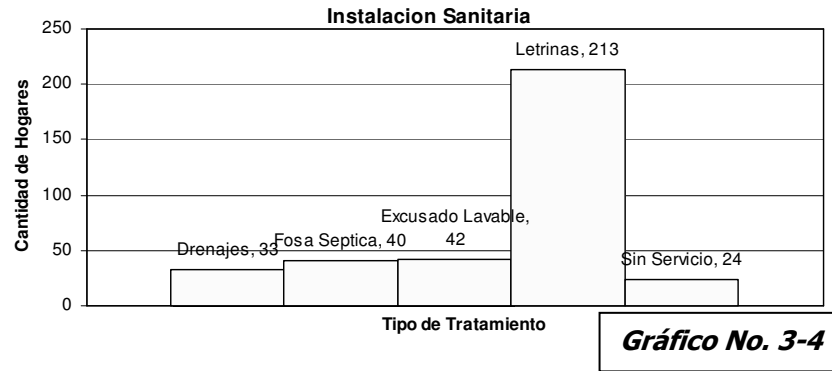 Instalacion Sanitaria
Cantidad de Hogares
250
200
150
100
50
0
Drenajes, 33
Fosa Septica, 40
Excusado Lavable,
42
Letrinas, 213
Sin Servicio, 24
Tipo de Tratamiento
Gráfico No. 3-4